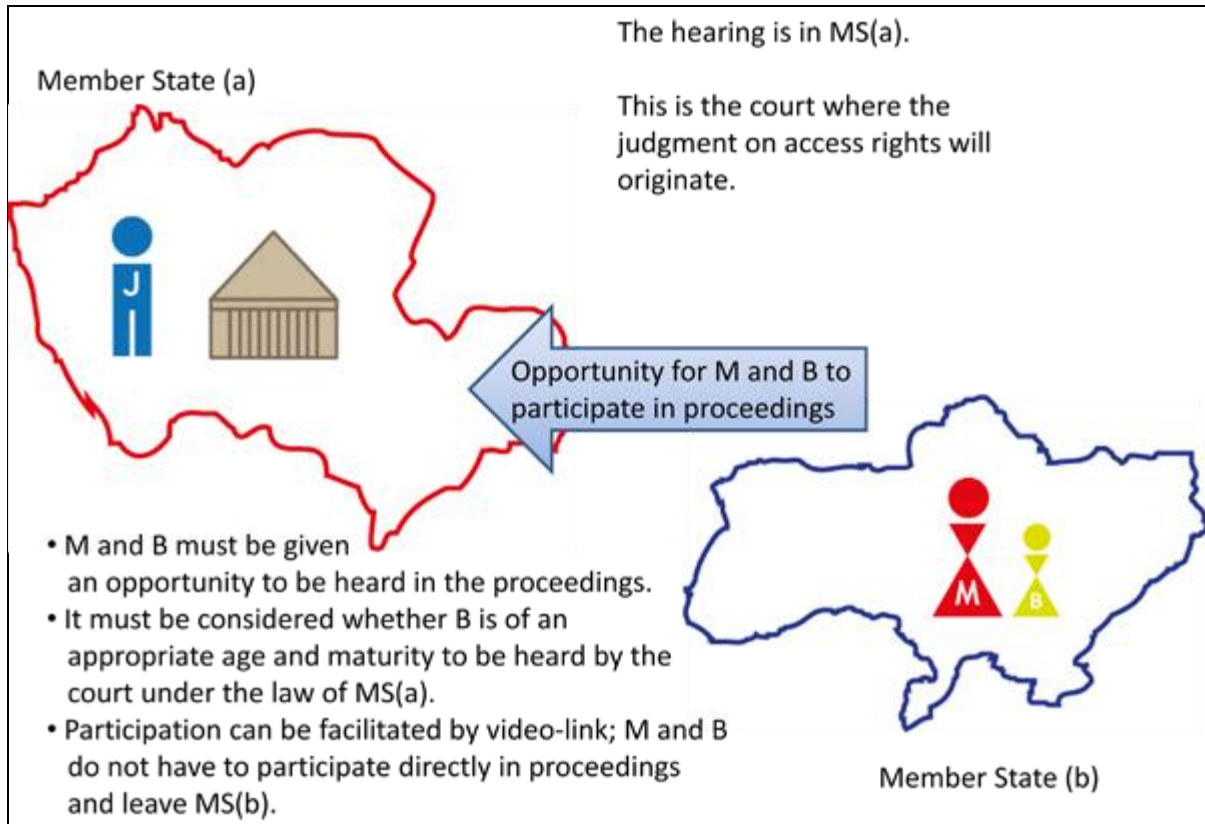 The hearing is in MS(a).
This is the court where the
judgment on access rights will
originate.
Member State (a)
J
Opportunity for M and B to
participate in proceedings
M
B
• M and B must be given
an opportunity to be heard in the proceedings.
• It must be considered whether B is of an
appropriate age and maturity to be heard by the
court under the law of MS(a).
• Participation can be facilitated by video-link; M and B
do not have to participate directly in proceedings
and leave MS(b).
Member State (b)